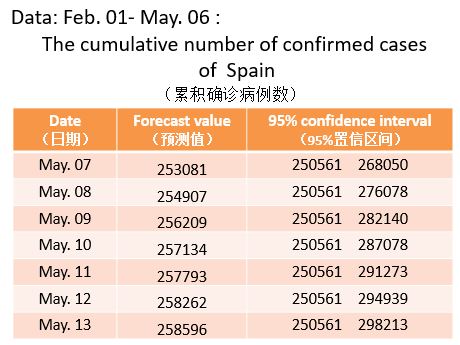 Data: Feb. 01- May. 06 :
The cumulative number of confirmed cases
of Spain
（累积确诊病例数）
Date Forecast value 95% confidence interval
（日期） （预测值） （95%置信区间）
May. 07 253081 250561 268050
May. 08 254907 250561 276078
May. 09 256209 250561 282140
May. 10 257134 250561 287078
May. 11 257793 250561 291273
May. 12 258262 250561 294939
May. 13 258596 250561 298213